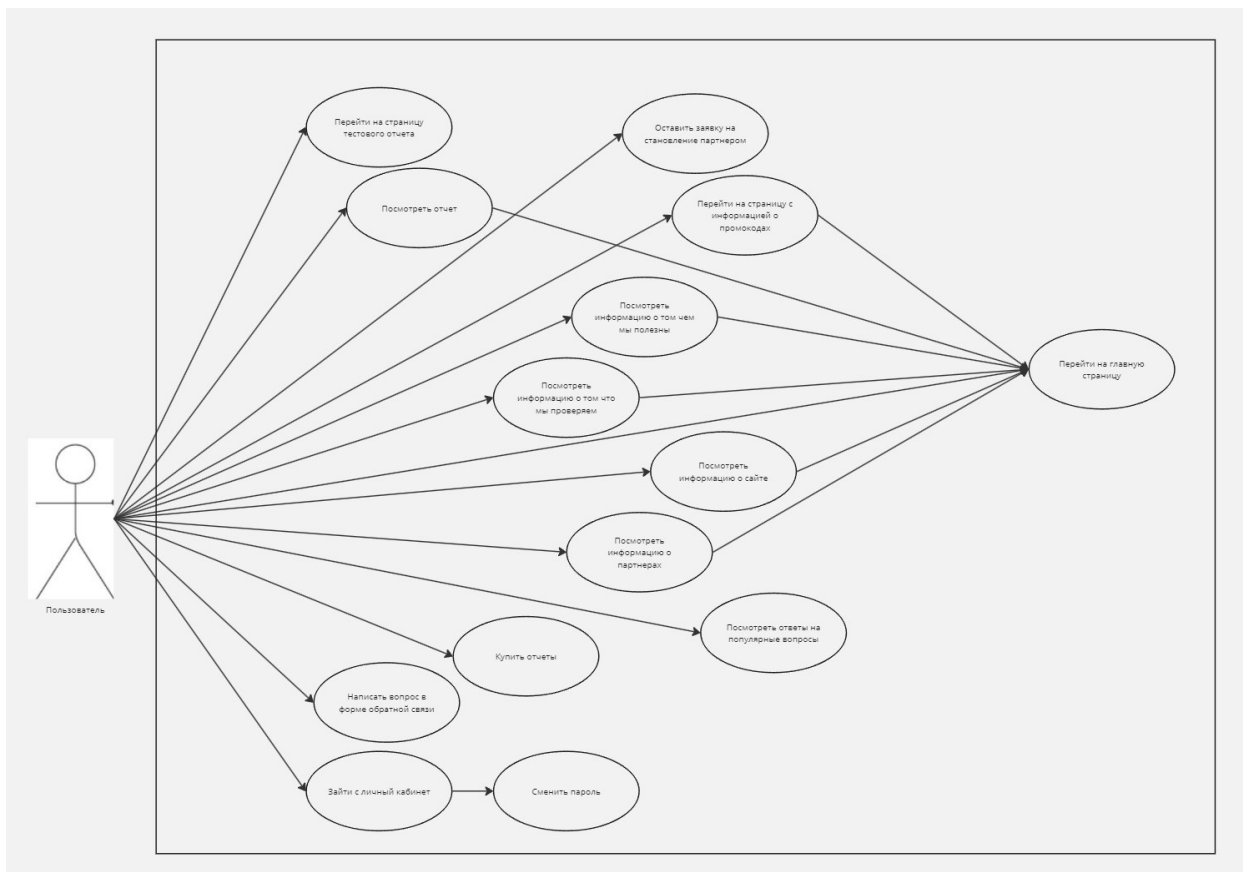 Перейти на страницу
тестового отчета
Оставить заявку на
становление партнером
Посмотреть отчет
Перейти на страницу с
информацией о
промокодах
Посмотреть
информацию о том чем
мы полезны
Перейти на главную
страницу
Посмотреть
информацию о том что
мы проверяем
Посмотреть
информацию о сайте
Посмотреть
информацию о
партнерах
Пользователь
Посмотреть ответы на
популярные вопросы
Купить отчеты
Написать вопрос в
форме обратной связи
Зайти с личный кабинет
Сменить пароль